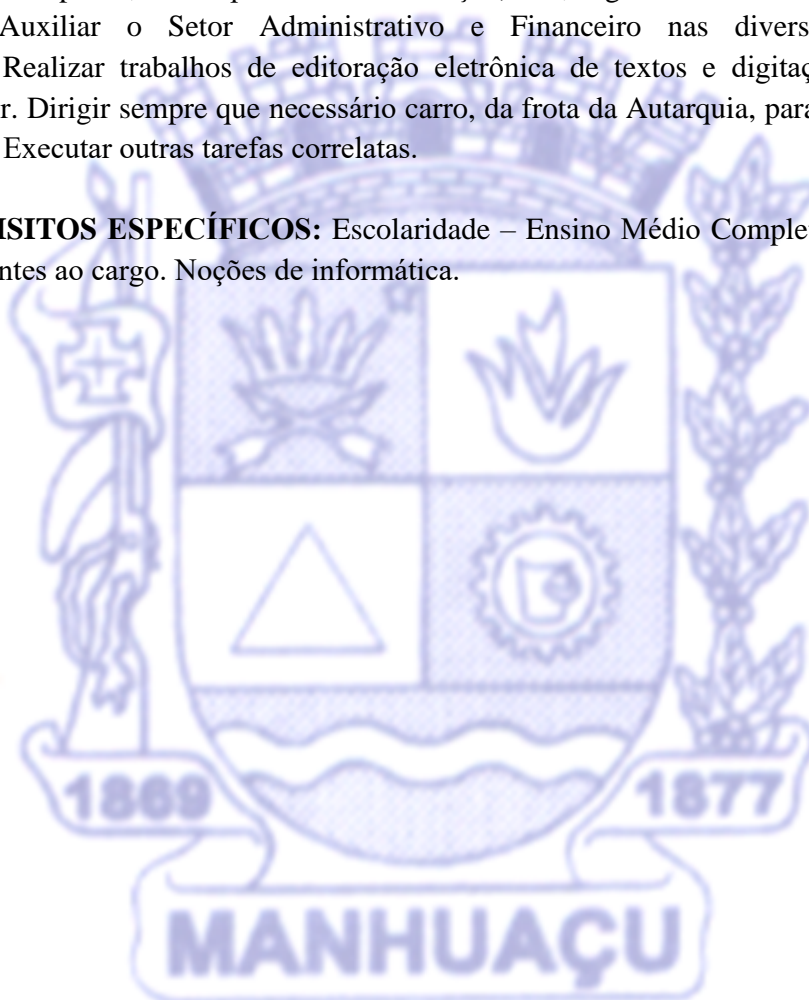 Auxiliar o Setor Administrativo e Financeiro nas divers
Realizar trabalhos de editoração eletrônica de textos e digitaç
r. Dirigir sempre que necessário carro, da frota da Autarquia, para
Executar outras tarefas correlatas.
ISITOS ESPECÍFICOS: Escolaridade – Ensino Médio Complet
ntes ao cargo. Noções de informática.
1869
1877
MANHUAÇU